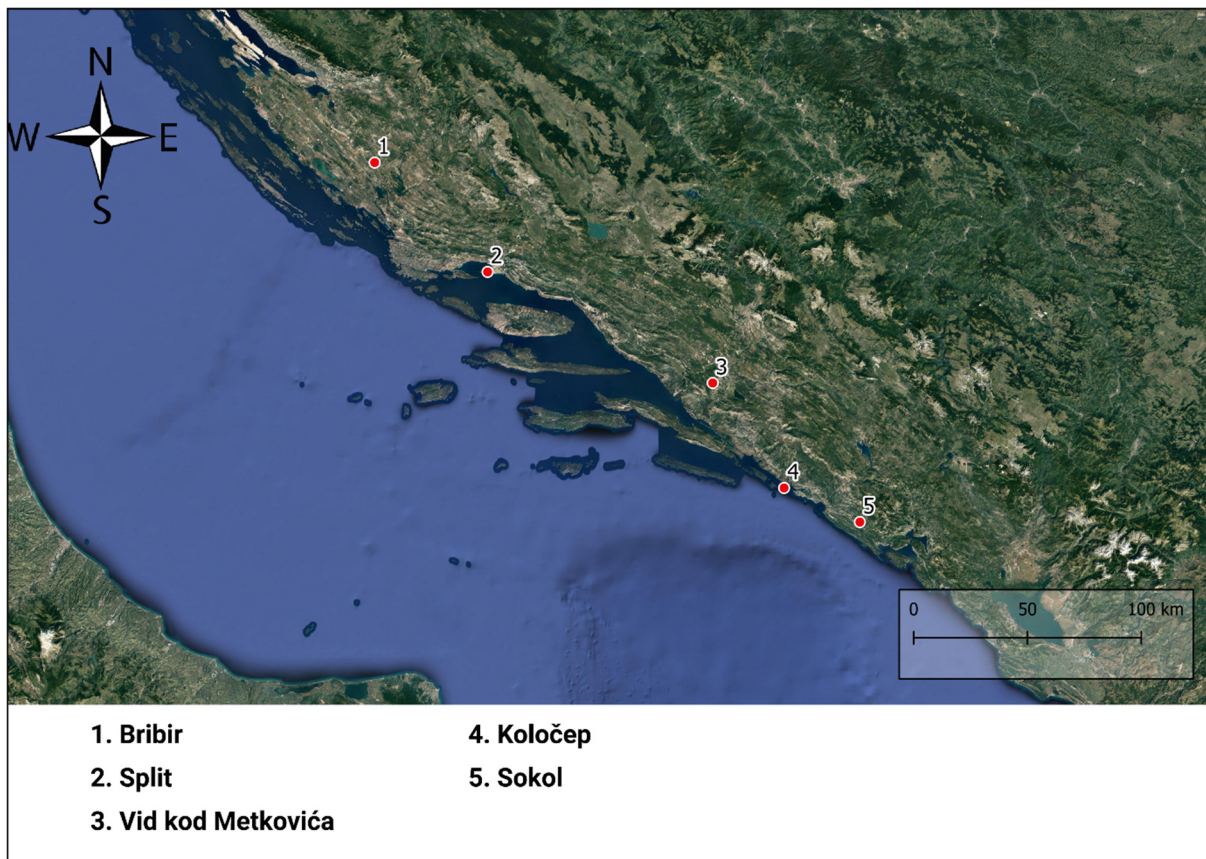 N
W E
S
1
2
3
4
5
0 50 100 km
1. Bribir
2. Split
3. Vid kod Metkovića
4. Koločep
5. Sokol